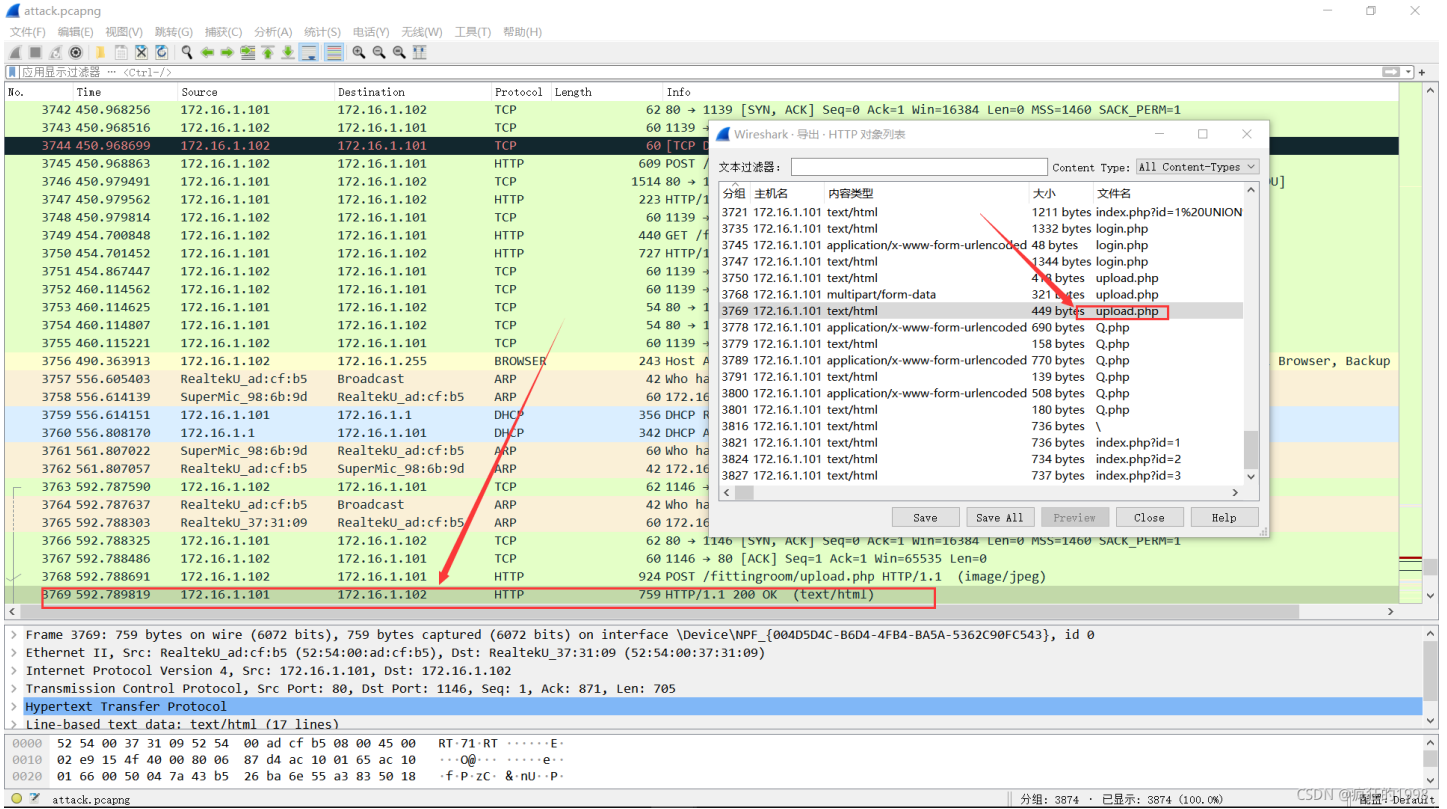 attack.pcapng
文件(F) 编辑(E) 视图(V) 跳转(G) 捕获(C) 分析(A) 统计(S) 电话(Y) 无线(W) 工具(T) 帮助(H)
应用显示过滤器 … <Ctrl-/>
No. Time Source Destination Protocol Length Info
3742 450.968256 172.16.1.101 172.16.1.102 TCP 62 80 → 1139 [SYN, ACK] Seq=0 Ack=1 Win=16384 Len=0 MSS=1460 SACK_PERM=1
3743 450.968516 172.16.1.102 172.16.1.101 TCP 60 1139 →
3744 450.968699 172.16.1.102 172.16.1.101 TCP 60 [TCP D
3745 450.968863 172.16.1.102 172.16.1.101 HTTP 609 POST /
3746 450.979491 172.16.1.101 172.16.1.102 TCP 1514 80 → 1
3747 450.979562 172.16.1.101 172.16.1.102 HTTP 223 HTTP/1
3748 450.979814 172.16.1.102 172.16.1.101 TCP 60 1139 →
3749 454.700848 172.16.1.102 172.16.1.101 HTTP 440 GET /f
3750 454.701452 172.16.1.101 172.16.1.102 HTTP 727 HTTP/1
3751 454.867447 172.16.1.102 172.16.1.101 TCP 60 1139 →
3752 460.114562 172.16.1.102 172.16.1.101 TCP 60 1139 →
3753 460.114625 172.16.1.101 172.16.1.102 TCP 54 80 → 1
3754 460.114807 172.16.1.101 172.16.1.102 TCP 54 80 → 1
3755 460.115221 172.16.1.102 172.16.1.101 TCP 60 1139 →
3756 490.363913 172.16.1.102 172.16.1.255 BROWSER 243 Host A Browser, Backup
3757 556.605403 RealtekU_ad:cf:b5 Broadcast ARP 42 Who ha
3758 556.614139 SuperMic_98:6b:9d RealtekU_ad:cf:b5 ARP 60 172.16
3759 556.614151 172.16.1.101 172.16.1.1 DHCP 356 DHCP R
3760 556.808170 172.16.1.1 172.16.1.101 DHCP 342 DHCP A
3761 561.807022 SuperMic_98:6b:9d RealtekU_ad:cf:b5 ARP 60 Who ha
3762 561.807057 RealtekU_ad:cf:b5 SuperMic_98:6b:9d ARP 42 172.16
3763 592.787590 172.16.1.102 172.16.1.101 TCP 62 1146 →
3764 592.787637 RealtekU_ad:cf:b5 Broadcast ARP 42 Who ha
3765 592.788303 RealtekU_37:31:09 RealtekU_ad:cf:b5 ARP 60 172.16
3766 592.788325 172.16.1.101 172.16.1.102 TCP 62 80 → 1146 [SYN, ACK] Seq=0 Ack=1 Win=16384 Len=0 MSS=1460 SACK_PERM=1
3767 592.788486 172.16.1.102 172.16.1.101 TCP 60 1146 → 80 [ACK] Seq=1 Ack=1 Win=65535 Len=0
3768 592.788691 172.16.1.102 172.16.1.101 HTTP 924 POST /fittingroom/upload.php HTTP/1.1 (image/jpeg)
3769 592.789819 172.16.1.101 172.16.1.102 HTTP 759 HTTP/1.1 200 OK (text/html)
Wireshark · 导出 · HTTP 对象列表
文本过滤器: Content Type: All Content-Types
分组 主机名 内容类型 大小 文件名
3721 172.16.1.101 text/html 1211 bytes index.php?id=1%20UNION
3735 172.16.1.101 text/html 1332 bytes login.php
3745 172.16.1.101 application/x-www-form-urlencoded 48 bytes login.php
3747 172.16.1.101 text/html 1344 bytes login.php
3750 172.16.1.101 text/html 418 bytes upload.php
3768 172.16.1.101 multipart/form-data 321 bytes upload.php
3769 172.16.1.101 text/html 449 bytes upload.php
3778 172.16.1.101 application/x-www-form-urlencoded 690 bytes Q.php
3779 172.16.1.101 text/html 158 bytes Q.php
3789 172.16.1.101 application/x-www-form-urlencoded 770 bytes Q.php
3791 172.16.1.101 text/html 139 bytes Q.php
3800 172.16.1.101 application/x-www-form-urlencoded 508 bytes Q.php
3801 172.16.1.101 text/html 180 bytes Q.php
3816 172.16.1.101 text/html 736 bytes \
3821 172.16.1.101 text/html 736 bytes index.php?id=1
3824 172.16.1.101 text/html 734 bytes index.php?id=2
3827 172.16.1.101 text/html 737 bytes index.php?id=3
Save Save All Preview Close Help
Frame 3769: 759 bytes on wire (6072 bits), 759 bytes captured (6072 bits) on interface \Device\NPF_{004D5D4C-B6D4-4FB4-BA5A-5362C90FC543}, id 0
Ethernet II, Src: RealtekU_ad:cf:b5 (52:54:00:ad:cf:b5), Dst: RealtekU_37:31:09 (52:54:00:37:31:09)
Internet Protocol Version 4, Src: 172.16.1.101, Dst: 172.16.1.102
Transmission Control Protocol, Src Port: 80, Dst Port: 1146, Seq: 1, Ack: 871, Len: 705
Hypertext Transfer Protocol
Line-based text data: text/html (17 lines)
0000 52 54 00 37 31 09 52 54 00 ad cf b5 08 00 45 00 RT·71·RT ······E·
0010 02 e9 15 4f 40 00 80 06 87 d4 ac 10 01 65 ac 10 ···O@··· ·····e··
0020 01 66 00 50 04 7a 43 b5 26 ba 6e 55 a3 83 50 18 ·f·P·zC· &·nU··P·
attack.pcapng 分组: 3874 · 已显示: 3874 (100.0%) 配置: Default